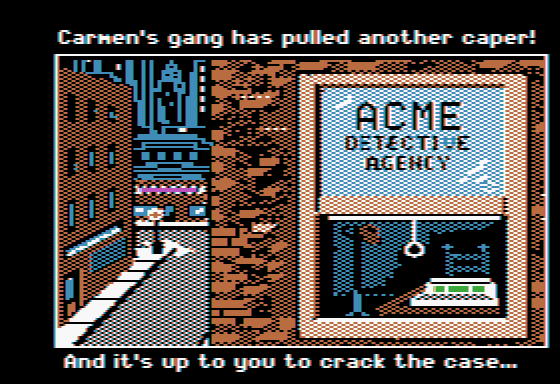 Carmen's gang has pulled another caper!
ACME
DETECTIVE
AGENCY
And it's up to you to crack the case...